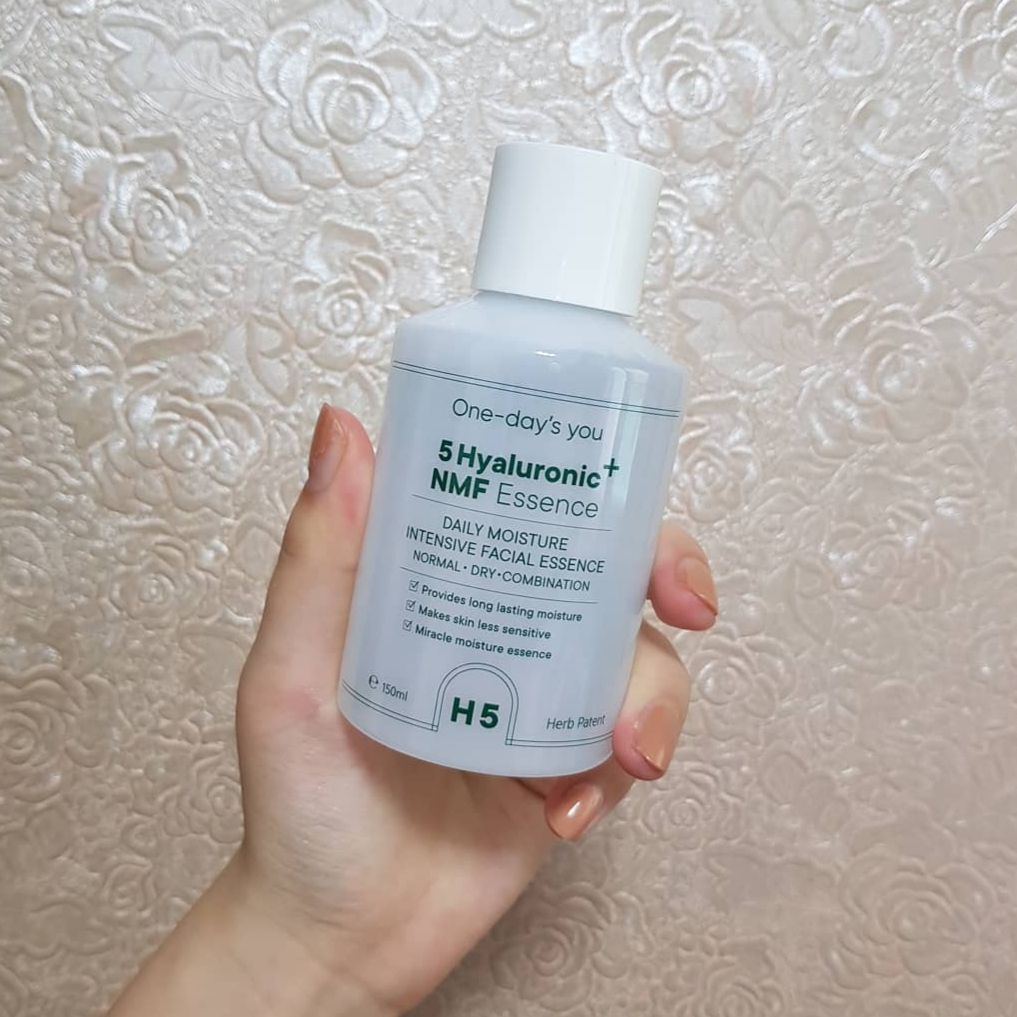 One-day's you
5 Hyaluronic+
NMF Essence
DAILY MOISTURE
INTENSIVE FACIAL ESSENCE
NORMAL • DRY • COMBINATION
☑ Provides long lasting moisture
☑ Makes skin less sensitive
☑ Miracle moisture essence
℮ 150ml
H5
Herb Patent